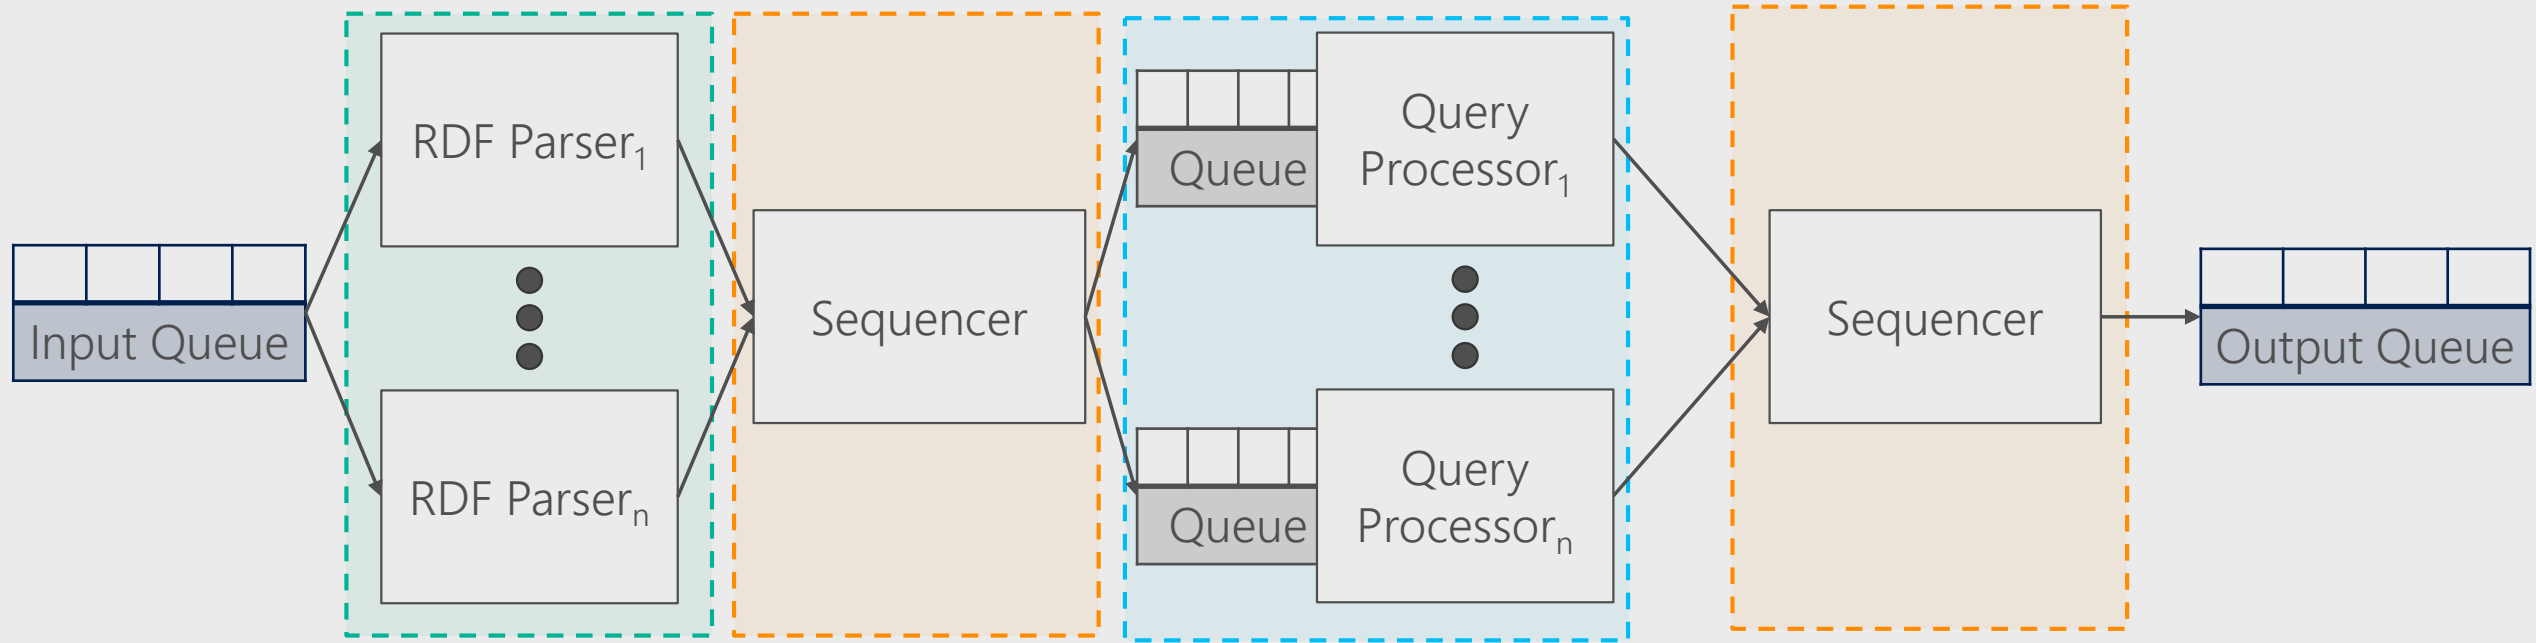 Input Queue
RDF Parser₁
RDF Parserₙ
Sequencer
Queue
Query
Processor₁
Queue
Query
Processorₙ
Sequencer
Output Queue